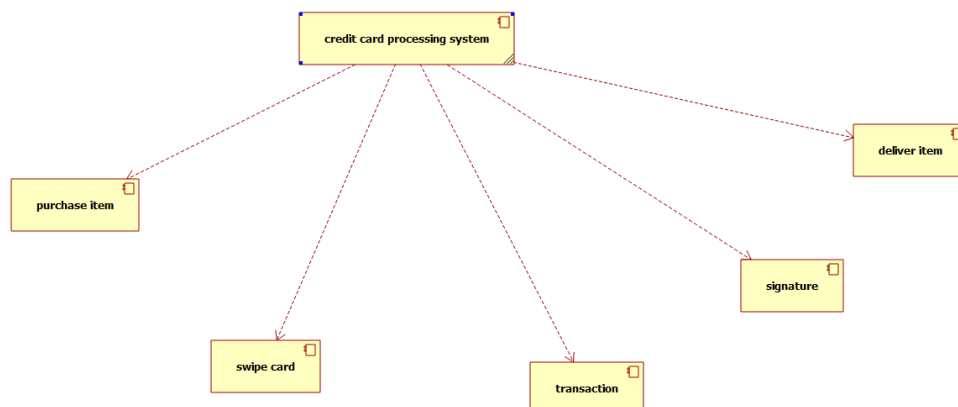 credit card processing system
deliver item
purchase item
signature
swipe card
transaction